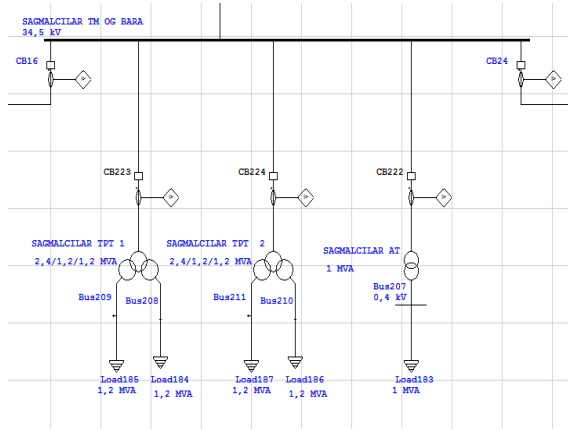 SAGMALCILAR TM OG BARA
34,5 kV
CB16
CB24
CB223
CB224
CB222
SAGMALCILAR TPT 1
2,4/1,2/1,2 MVA
SAGMALCILAR TPT 2
2,4/1,2/1,2 MVA
SAGMALCILAR AT
1 MVA
Bus209
Bus208
Bus211
Bus210
Bus207
0,4 kV
Load185
1,2 MVA
Load184
1,2 MVA
Load187
1,2 MVA
Load186
1,2 MVA
Load183
1 MVA